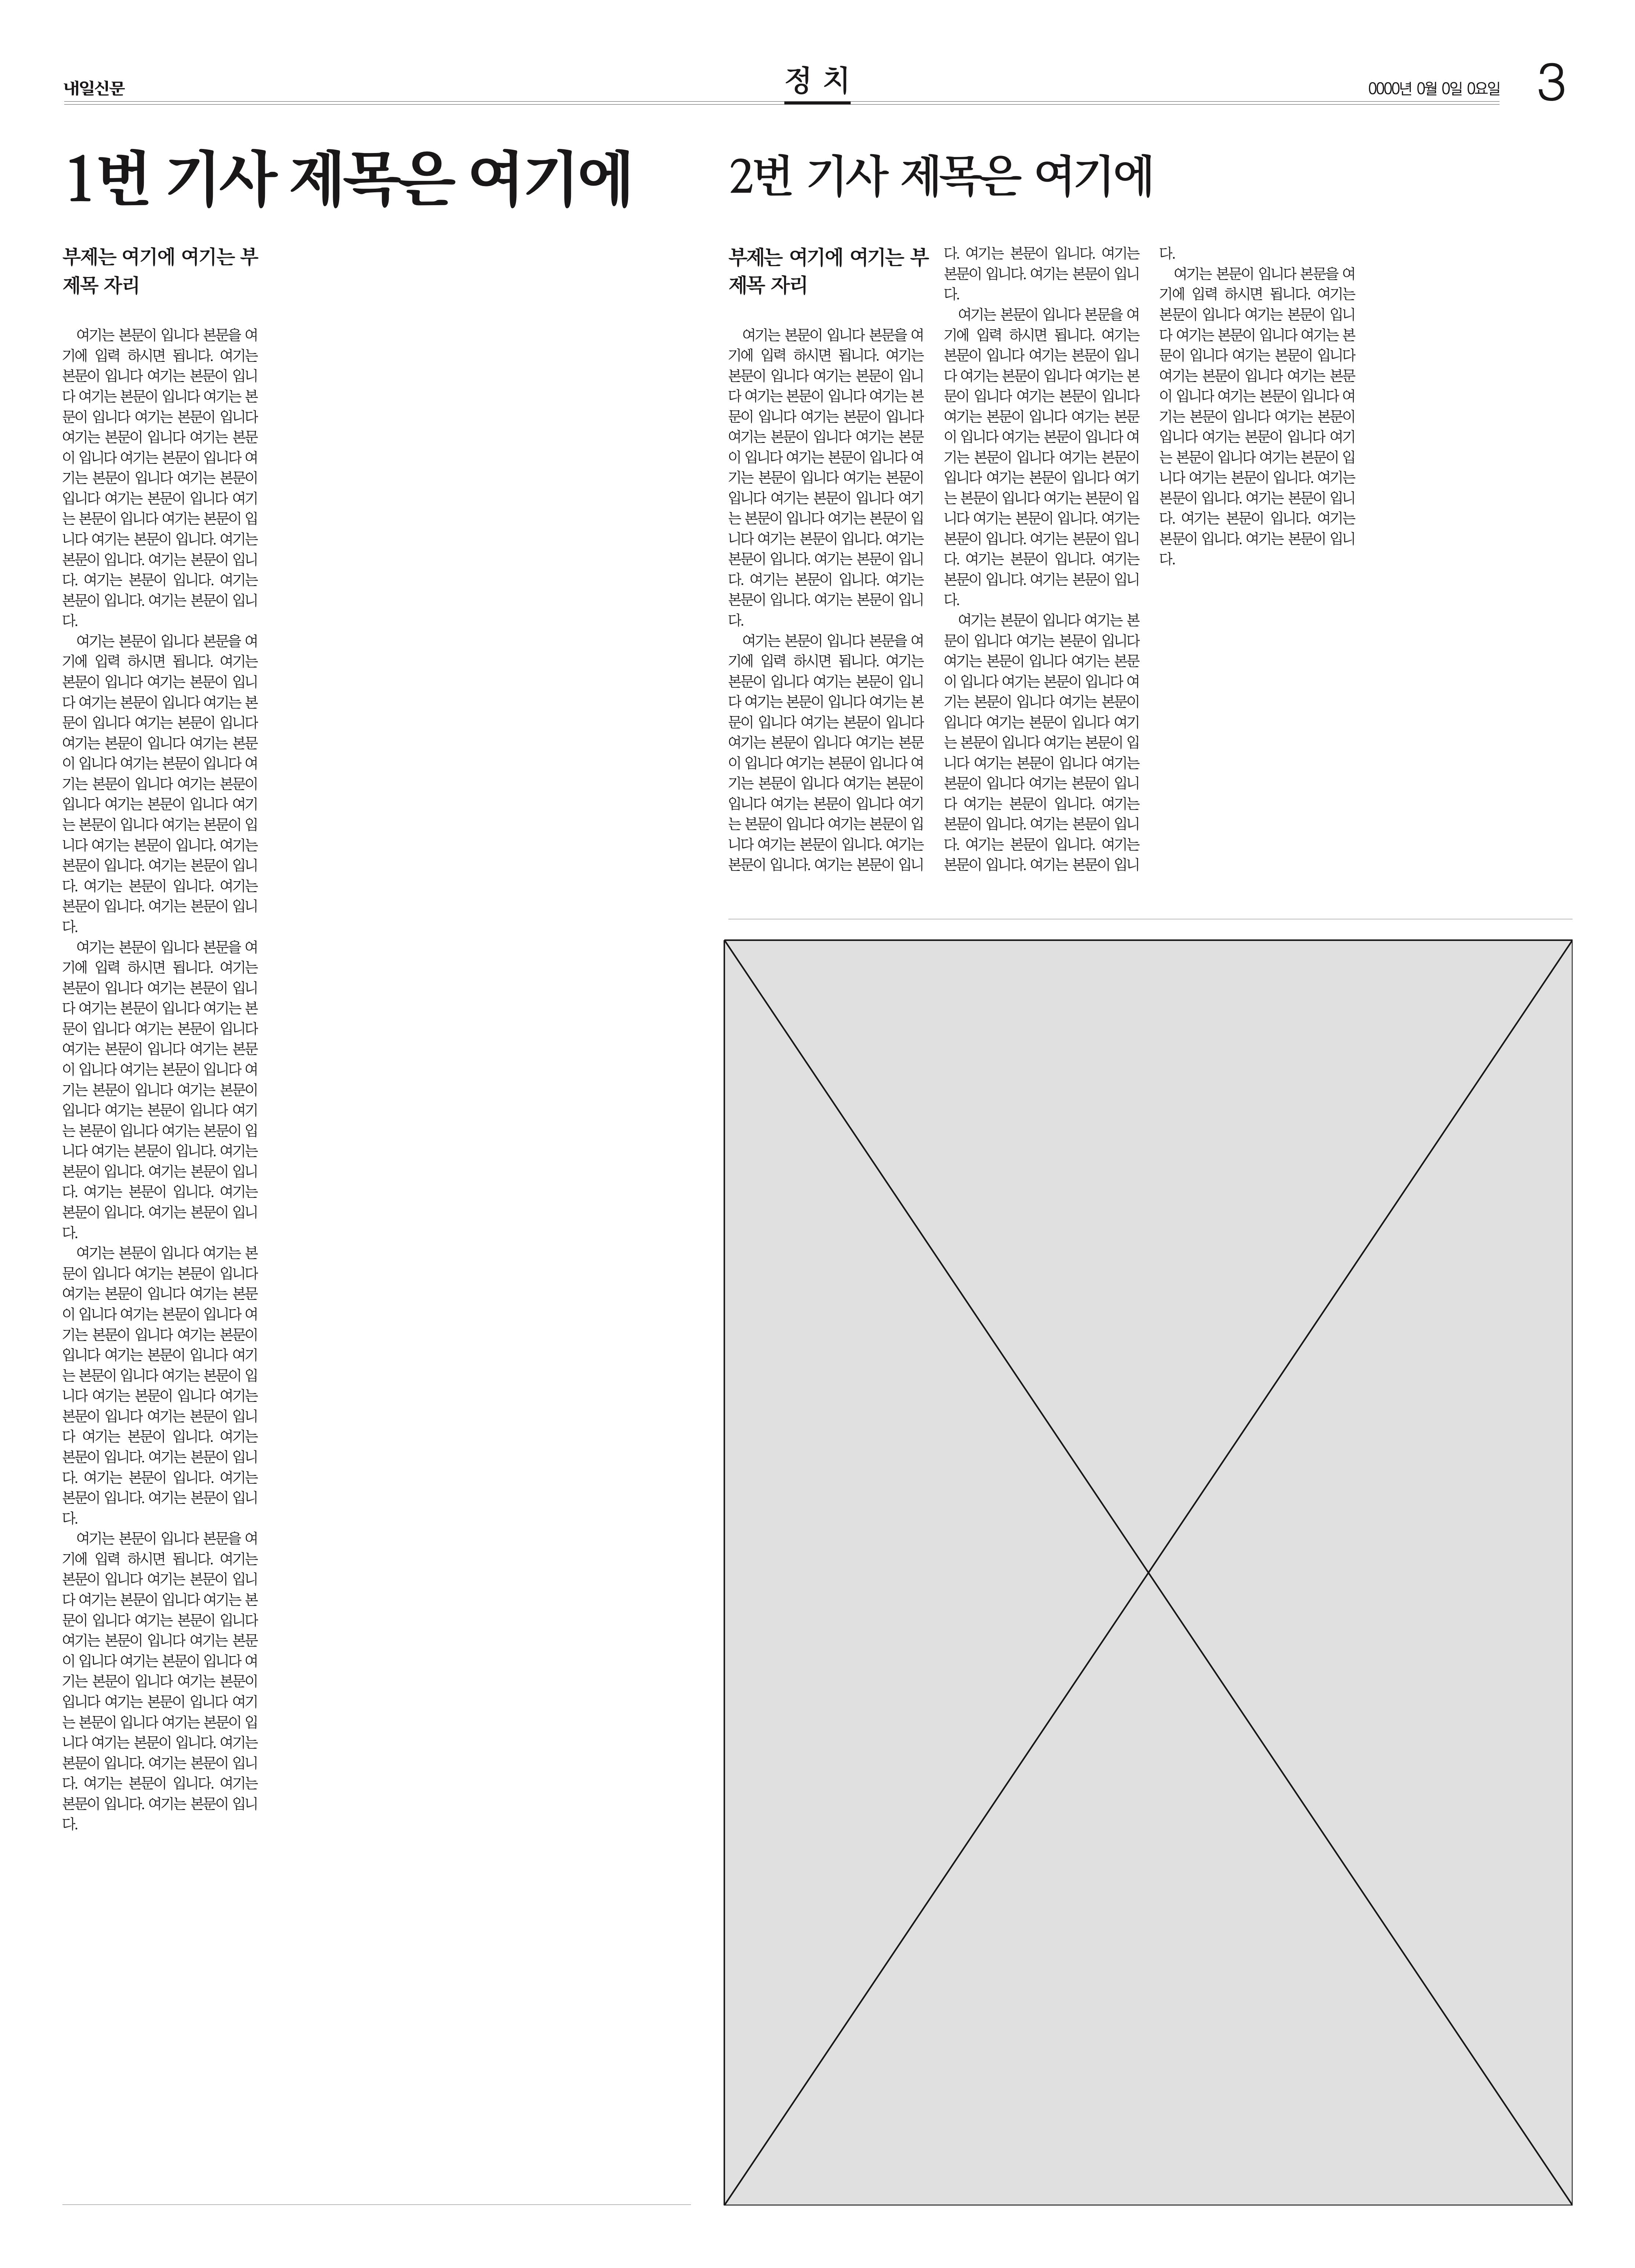 내일신문
정 치
0000년 0월 0일 0요일
3
1번 기사 제목은 여기에
부제는 여기에 여기는 부
제목 자리
여기는 본문이 입니다 본문을 여
기에 입력 하시면 됩니다. 여기는
본문이 입니다 여기는 본문이 입니
다 여기는 본문이 입니다 여기는 본
문이 입니다 여기는 본문이 입니다
여기는 본문이 입니다 여기는 본문
이 입니다 여기는 본문이 입니다 여
기는 본문이 입니다 여기는 본문이
입니다 여기는 본문이 입니다 여기
는 본문이 입니다 여기는 본문이 입
니다 여기는 본문이 입니다. 여기는
본문이 입니다. 여기는 본문이 입니
다. 여기는 본문이 입니다. 여기는
본문이 입니다. 여기는 본문이 입니
다.
여기는 본문이 입니다 본문을 여
기에 입력 하시면 됩니다. 여기는
본문이 입니다 여기는 본문이 입니
다 여기는 본문이 입니다 여기는 본
문이 입니다 여기는 본문이 입니다
여기는 본문이 입니다 여기는 본문
이 입니다 여기는 본문이 입니다 여
기는 본문이 입니다 여기는 본문이
입니다 여기는 본문이 입니다 여기
는 본문이 입니다 여기는 본문이 입
니다 여기는 본문이 입니다. 여기는
본문이 입니다. 여기는 본문이 입니
다. 여기는 본문이 입니다. 여기는
본문이 입니다. 여기는 본문이 입니
다.
여기는 본문이 입니다 본문을 여
기에 입력 하시면 됩니다. 여기는
본문이 입니다 여기는 본문이 입니
다 여기는 본문이 입니다 여기는 본
문이 입니다 여기는 본문이 입니다
여기는 본문이 입니다 여기는 본문
이 입니다 여기는 본문이 입니다 여
기는 본문이 입니다 여기는 본문이
입니다 여기는 본문이 입니다 여기
는 본문이 입니다 여기는 본문이 입
니다 여기는 본문이 입니다. 여기는
본문이 입니다. 여기는 본문이 입니
다. 여기는 본문이 입니다. 여기는
본문이 입니다. 여기는 본문이 입니
다.
여기는 본문이 입니다 여기는 본
문이 입니다 여기는 본문이 입니다
여기는 본문이 입니다 여기는 본문
이 입니다 여기는 본문이 입니다 여
기는 본문이 입니다 여기는 본문이
입니다 여기는 본문이 입니다 여기
는 본문이 입니다 여기는 본문이 입
니다 여기는 본문이 입니다 여기는
본문이 입니다 여기는 본문이 입니
다 여기는 본문이 입니다. 여기는
본문이 입니다. 여기는 본문이 입니
다. 여기는 본문이 입니다. 여기는
본문이 입니다. 여기는 본문이 입니
다.
여기는 본문이 입니다 본문을 여
기에 입력 하시면 됩니다. 여기는
본문이 입니다 여기는 본문이 입니
다 여기는 본문이 입니다 여기는 본
문이 입니다 여기는 본문이 입니다
여기는 본문이 입니다 여기는 본문
이 입니다 여기는 본문이 입니다 여
기는 본문이 입니다 여기는 본문이
입니다 여기는 본문이 입니다 여기
는 본문이 입니다 여기는 본문이 입
니다 여기는 본문이 입니다. 여기는
본문이 입니다. 여기는 본문이 입니
다. 여기는 본문이 입니다. 여기는
본문이 입니다. 여기는 본문이 입니
다.
2번 기사 제목은 여기에
부제는 여기에 여기는 부
제목 자리
여기는 본문이 입니다 본문을 여
기에 입력 하시면 됩니다. 여기는
본문이 입니다 여기는 본문이 입니
다 여기는 본문이 입니다 여기는 본
문이 입니다 여기는 본문이 입니다
여기는 본문이 입니다 여기는 본문
이 입니다 여기는 본문이 입니다 여
기는 본문이 입니다 여기는 본문이
입니다 여기는 본문이 입니다 여기
는 본문이 입니다 여기는 본문이 입
니다 여기는 본문이 입니다. 여기는
본문이 입니다. 여기는 본문이 입니
다. 여기는 본문이 입니다. 여기는
본문이 입니다. 여기는 본문이 입니
다.
여기는 본문이 입니다 본문을 여
기에 입력 하시면 됩니다. 여기는
본문이 입니다 여기는 본문이 입니
다 여기는 본문이 입니다 여기는 본
문이 입니다 여기는 본문이 입니다
여기는 본문이 입니다 여기는 본문
이 입니다 여기는 본문이 입니다 여
기는 본문이 입니다 여기는 본문이
입니다 여기는 본문이 입니다 여기
는 본문이 입니다 여기는 본문이 입
니다 여기는 본문이 입니다. 여기는
본문이 입니다. 여기는 본문이 입니
다. 여기는 본문이 입니다. 여기는
본문이 입니다. 여기는 본문이 입니
다.
여기는 본문이 입니다 본문을 여
기에 입력 하시면 됩니다. 여기는
본문이 입니다 여기는 본문이 입니
다 여기는 본문이 입니다 여기는 본
문이 입니다 여기는 본문이 입니다
여기는 본문이 입니다 여기는 본문
이 입니다 여기는 본문이 입니다 여
기는 본문이 입니다 여기는 본문이
입니다 여기는 본문이 입니다 여기
는 본문이 입니다 여기는 본문이 입
니다 여기는 본문이 입니다. 여기는
본문이 입니다. 여기는 본문이 입니
다. 여기는 본문이 입니다. 여기는
본문이 입니다. 여기는 본문이 입니
다.
여기는 본문이 입니다 여기는 본
문이 입니다 여기는 본문이 입니다
여기는 본문이 입니다 여기는 본문
이 입니다 여기는 본문이 입니다 여
기는 본문이 입니다 여기는 본문이
입니다 여기는 본문이 입니다 여기
는 본문이 입니다 여기는 본문이 입
니다 여기는 본문이 입니다 여기는
본문이 입니다 여기는 본문이 입니
다 여기는 본문이 입니다. 여기는
본문이 입니다. 여기는 본문이 입니
다. 여기는 본문이 입니다. 여기는
본문이 입니다. 여기는 본문이 입니
다.
여기는 본문이 입니다 본문을 여
기에 입력 하시면 됩니다. 여기는
본문이 입니다 여기는 본문이 입니
다 여기는 본문이 입니다 여기는 본
문이 입니다 여기는 본문이 입니다
여기는 본문이 입니다 여기는 본문
이 입니다 여기는 본문이 입니다 여
기는 본문이 입니다 여기는 본문이
입니다 여기는 본문이 입니다 여기
는 본문이 입니다 여기는 본문이 입
니다 여기는 본문이 입니다. 여기는
본문이 입니다. 여기는 본문이 입니
다. 여기는 본문이 입니다. 여기는
본문이 입니다. 여기는 본문이 입니
다.